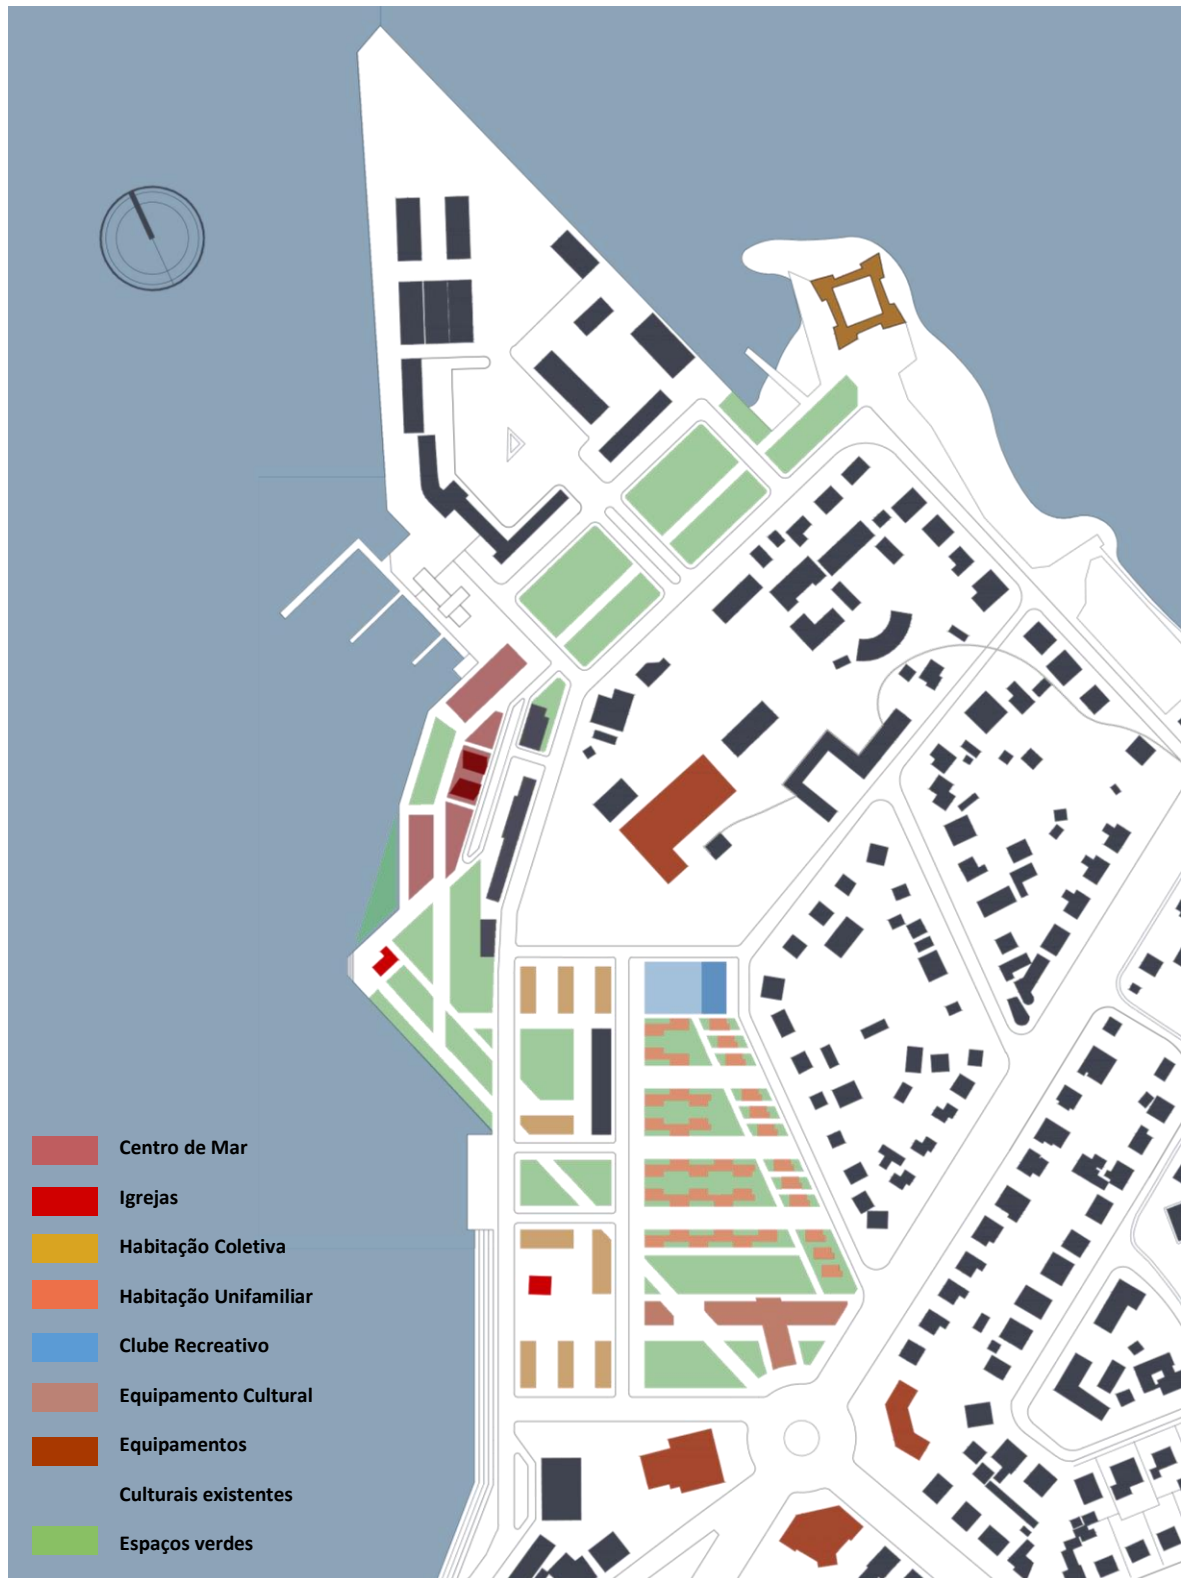 Centro de Mar
Igrejas
Habitação Coletiva
Habitação Unifamiliar
Clube Recreativo
Equipamento Cultural
Equipamentos
Culturais existentes
Espaços verdes